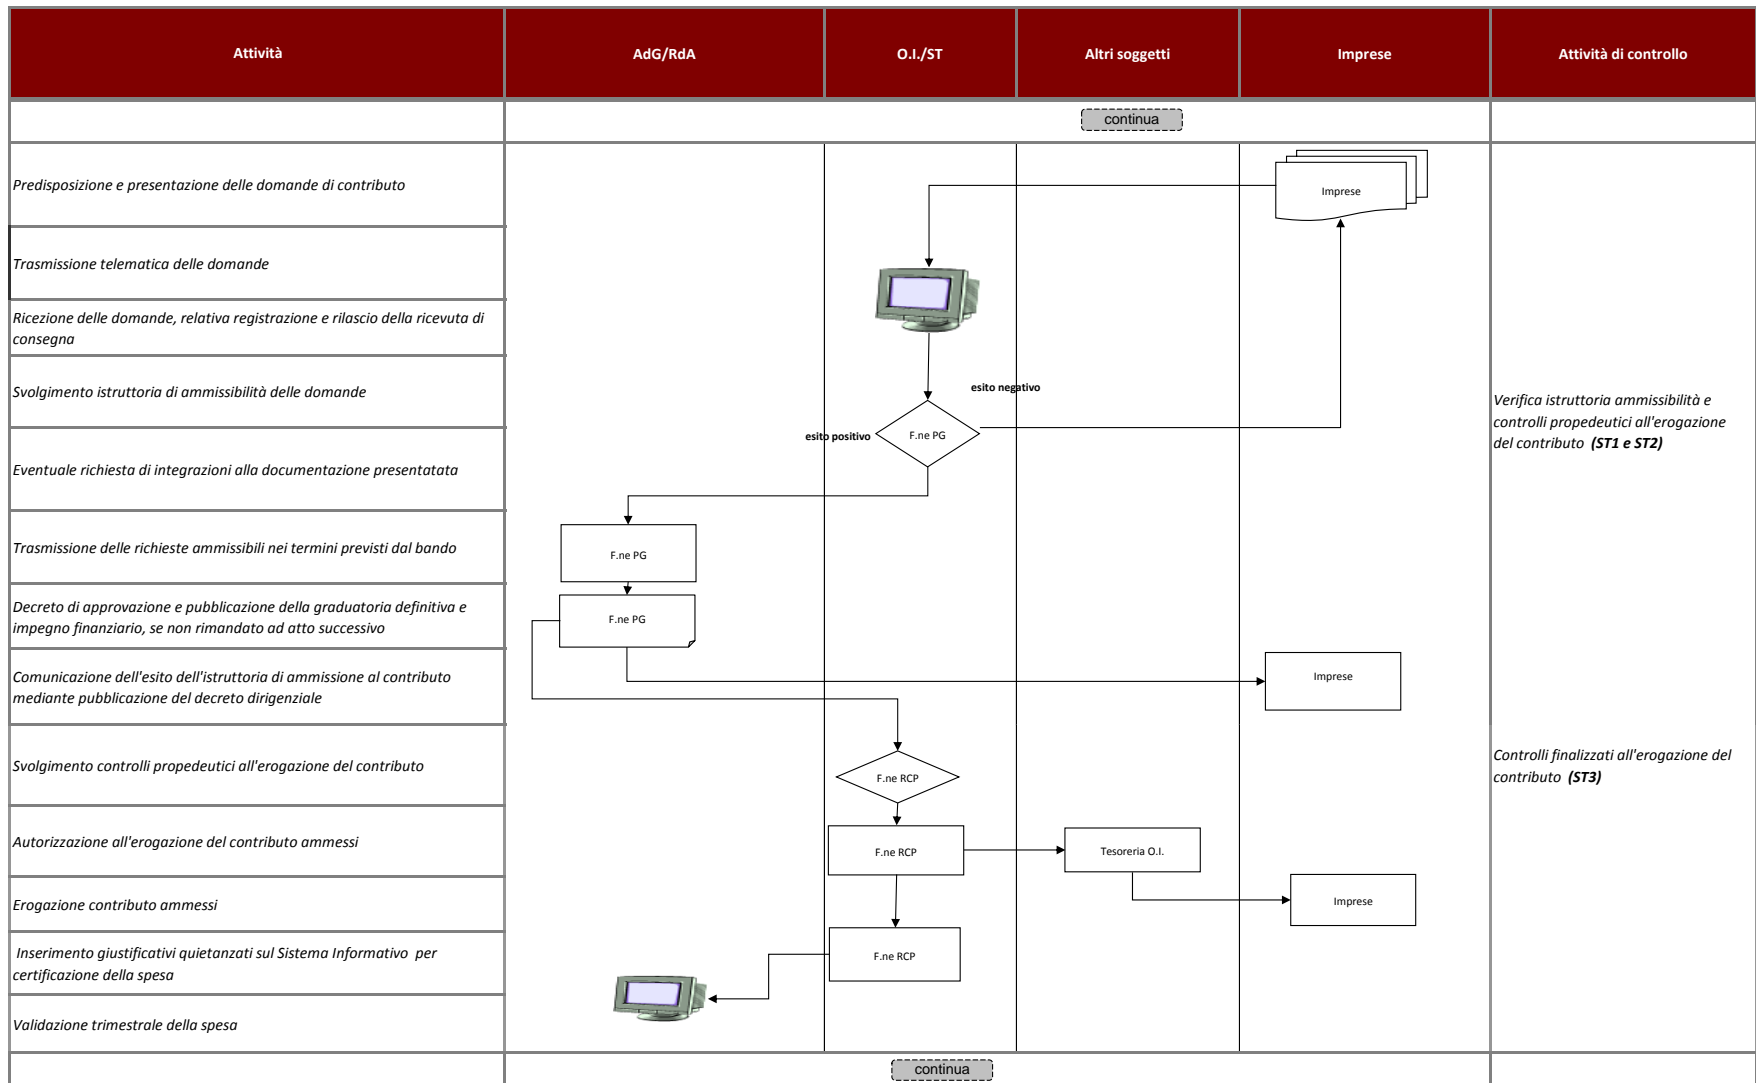 Attività
AdG/RdA
O.I./ST
Altri soggetti
Imprese
Attività di controllo
continua
Predisposizione e presentazione delle domande di contributo
Imprese
Trasmissione telematica delle domande
Ricezione delle domande, relativa registrazione e rilascio della ricevuta di
consegna
Svolgimento istruttoria di ammissibilità delle domande
esito negativo
esito positivo
F.ne PG
Verifica istruttoria ammissibilità e
controlli propedeutici all'erogazione
del contributo (ST1 e ST2)
Eventuale richiesta di integrazioni alla documentazione presentatata
Trasmissione delle richieste ammissibili nei termini previsti dal bando
F.ne PG
Decreto di approvazione e pubblicazione della graduatoria definitiva e
impegno finanziario, se non rimandato ad atto successivo
F.ne PG
Comunicazione dell'esito dell'istruttoria di ammissione al contributo
mediante pubblicazione del decreto dirigenziale
Imprese
Svolgimento controlli propedeutici all'erogazione del contributo
F.ne RCP
Controlli finalizzati all'erogazione del
contributo (ST3)
Autorizzazione all'erogazione del contributo ammessi
F.ne RCP
Tesoreria O.I.
Erogazione contributo ammessi
Imprese
Inserimento giustificativi quietanzati sul Sistema Informativo per
certificazione della spesa
F.ne RCP
Validazione trimestrale della spesa
continua